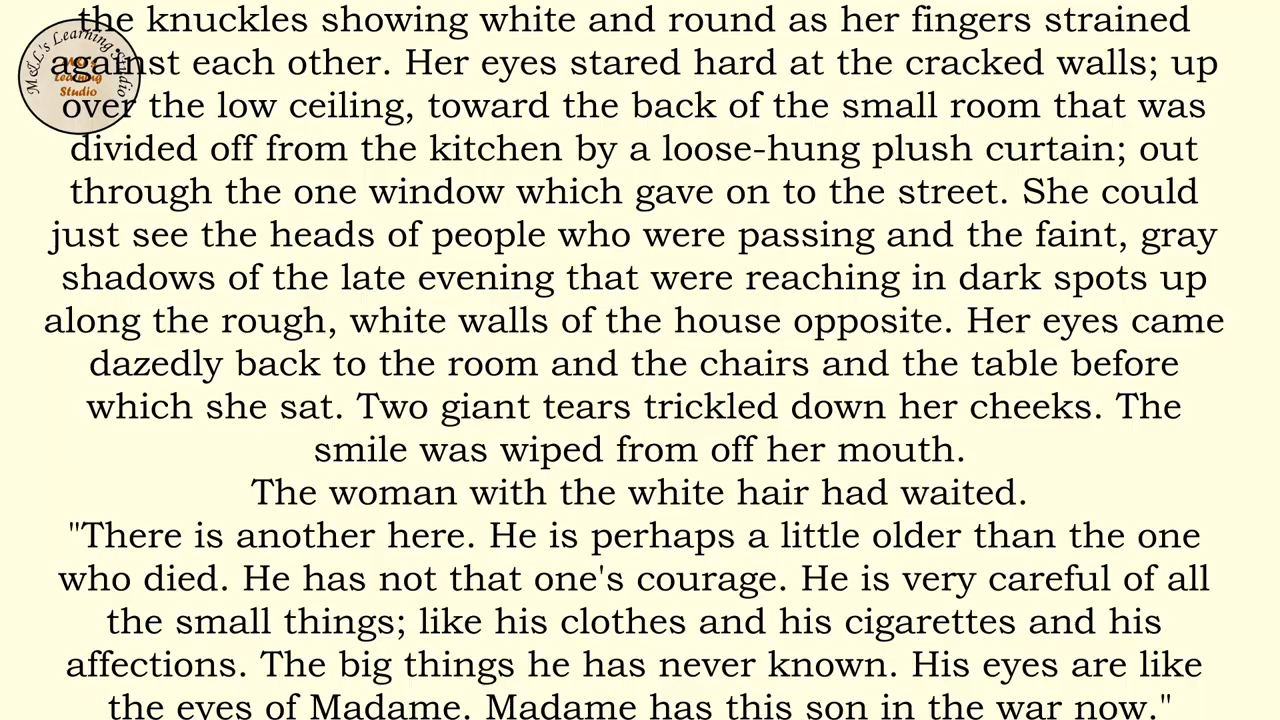 the knuckles showing white and round as her fingers strained
against each other. Her eyes stared hard at the cracked walls; up
over the low ceiling, toward the back of the small room that was
divided off from the kitchen by a loose-hung plush curtain; out
through the one window which gave on to the street. She could
just see the heads of people who were passing and the faint, gray
shadows of the late evening that were reaching in dark spots up
along the rough, white walls of the house opposite. Her eyes came
dazedly back to the room and the chairs and the table before
which she sat. Two giant tears trickled down her cheeks. The
smile was wiped from off her mouth.
The woman with the white hair had waited.
"There is another here. He is perhaps a little older than the one
who died. He has not that one's courage. He is very careful of all
the small things; like his clothes and his cigarettes and his
affections. The big things he has never known. His eyes are like
the eyes of Madame. Madame has this son in the war now."
M&L's Learning Studio
M&L's
Learning
Studio